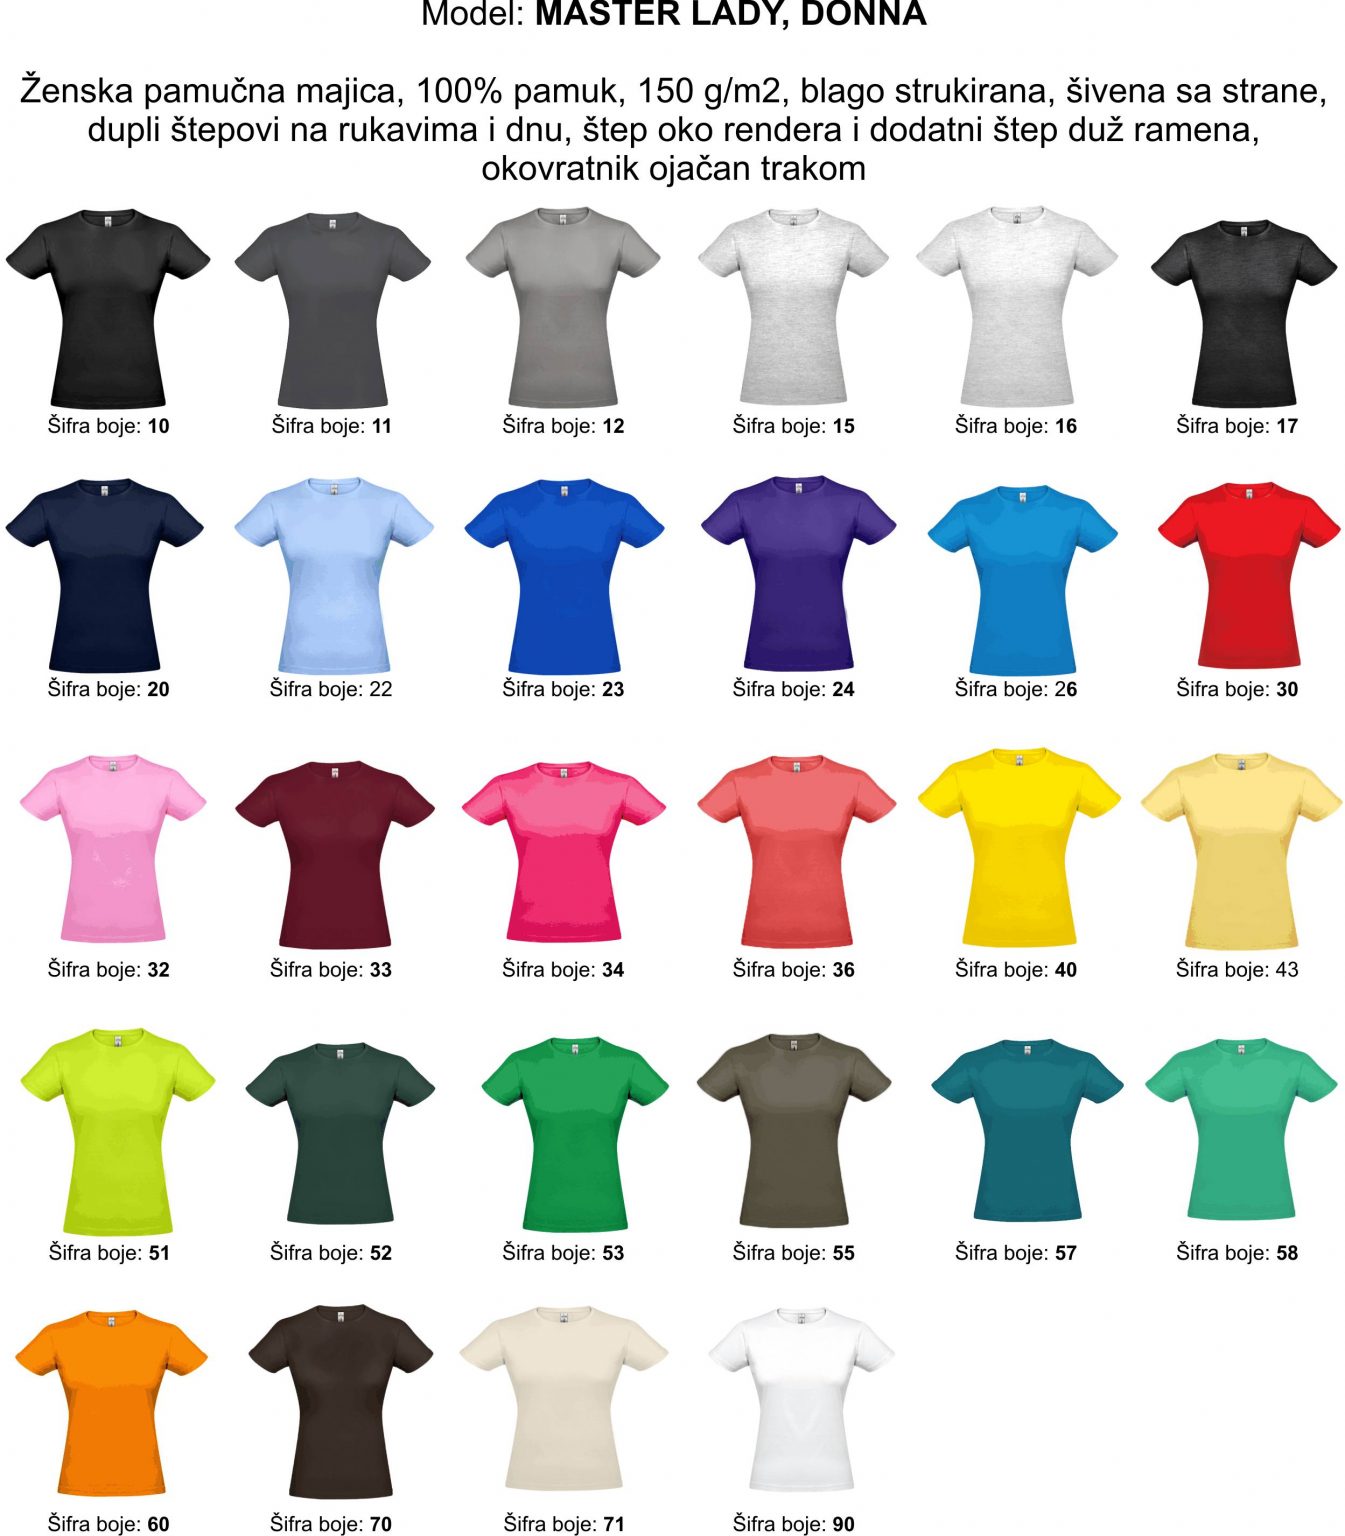 Model: MASTER LADY, DONNA
Ženska pamučna majica, 100% pamuk, 150 g/m2, blago strukirana, šivena sa strane,
dupli štepovi na rukavima i dnu, štep oko rendera i dodatni štep duž ramena,
okovratnik ojačan trakom
Šifra boje: 10
Šifra boje: 11
Šifra boje: 12
Šifra boje: 15
Šifra boje: 16
Šifra boje: 17
Šifra boje: 20
Šifra boje: 22
Šifra boje: 23
Šifra boje: 24
Šifra boje: 26
Šifra boje: 30
Šifra boje: 32
Šifra boje: 33
Šifra boje: 34
Šifra boje: 36
Šifra boje: 40
Šifra boje: 43
Šifra boje: 51
Šifra boje: 52
Šifra boje: 53
Šifra boje: 55
Šifra boje: 57
Šifra boje: 58
Šifra boje: 60
Šifra boje: 70
Šifra boje: 71
Šifra boje: 90